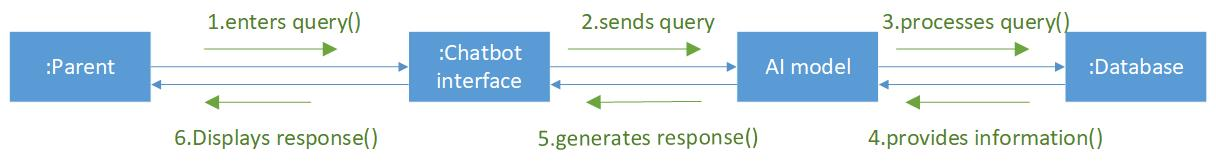 1.enters query()
2.sends query
3.processes query()
:Parent
:Chatbot
interface
AI model
:Database
6.Displays response()
5.generates response()
4.provides information()